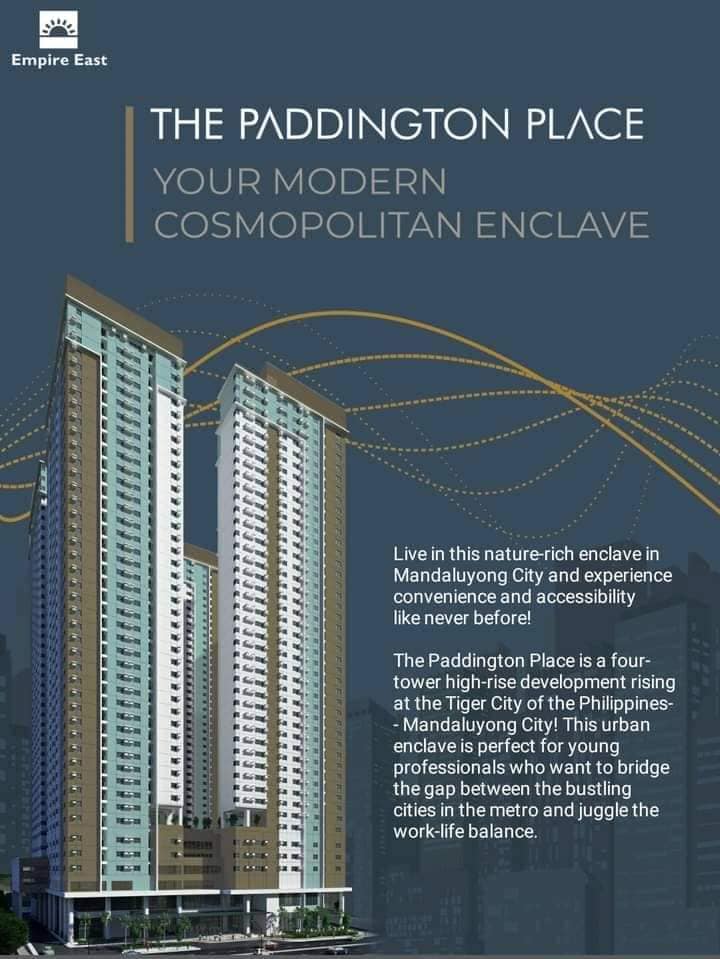 Empire East
THE PADDINGTON PLACE
YOUR MODERN
COSMOPOLITAN ENCLAVE
Live in this nature-rich enclave in
Mandaluyong City and experience
convenience and accessibility
like never before!
The Paddington Place is a four-
tower high-rise development rising
at the Tiger City of the Philippines-
- Mandaluyong City! This urban
enclave is perfect for young
professionals who want to bridge
the gap between the bustling
cities in the metro and juggle the
work-life balance.